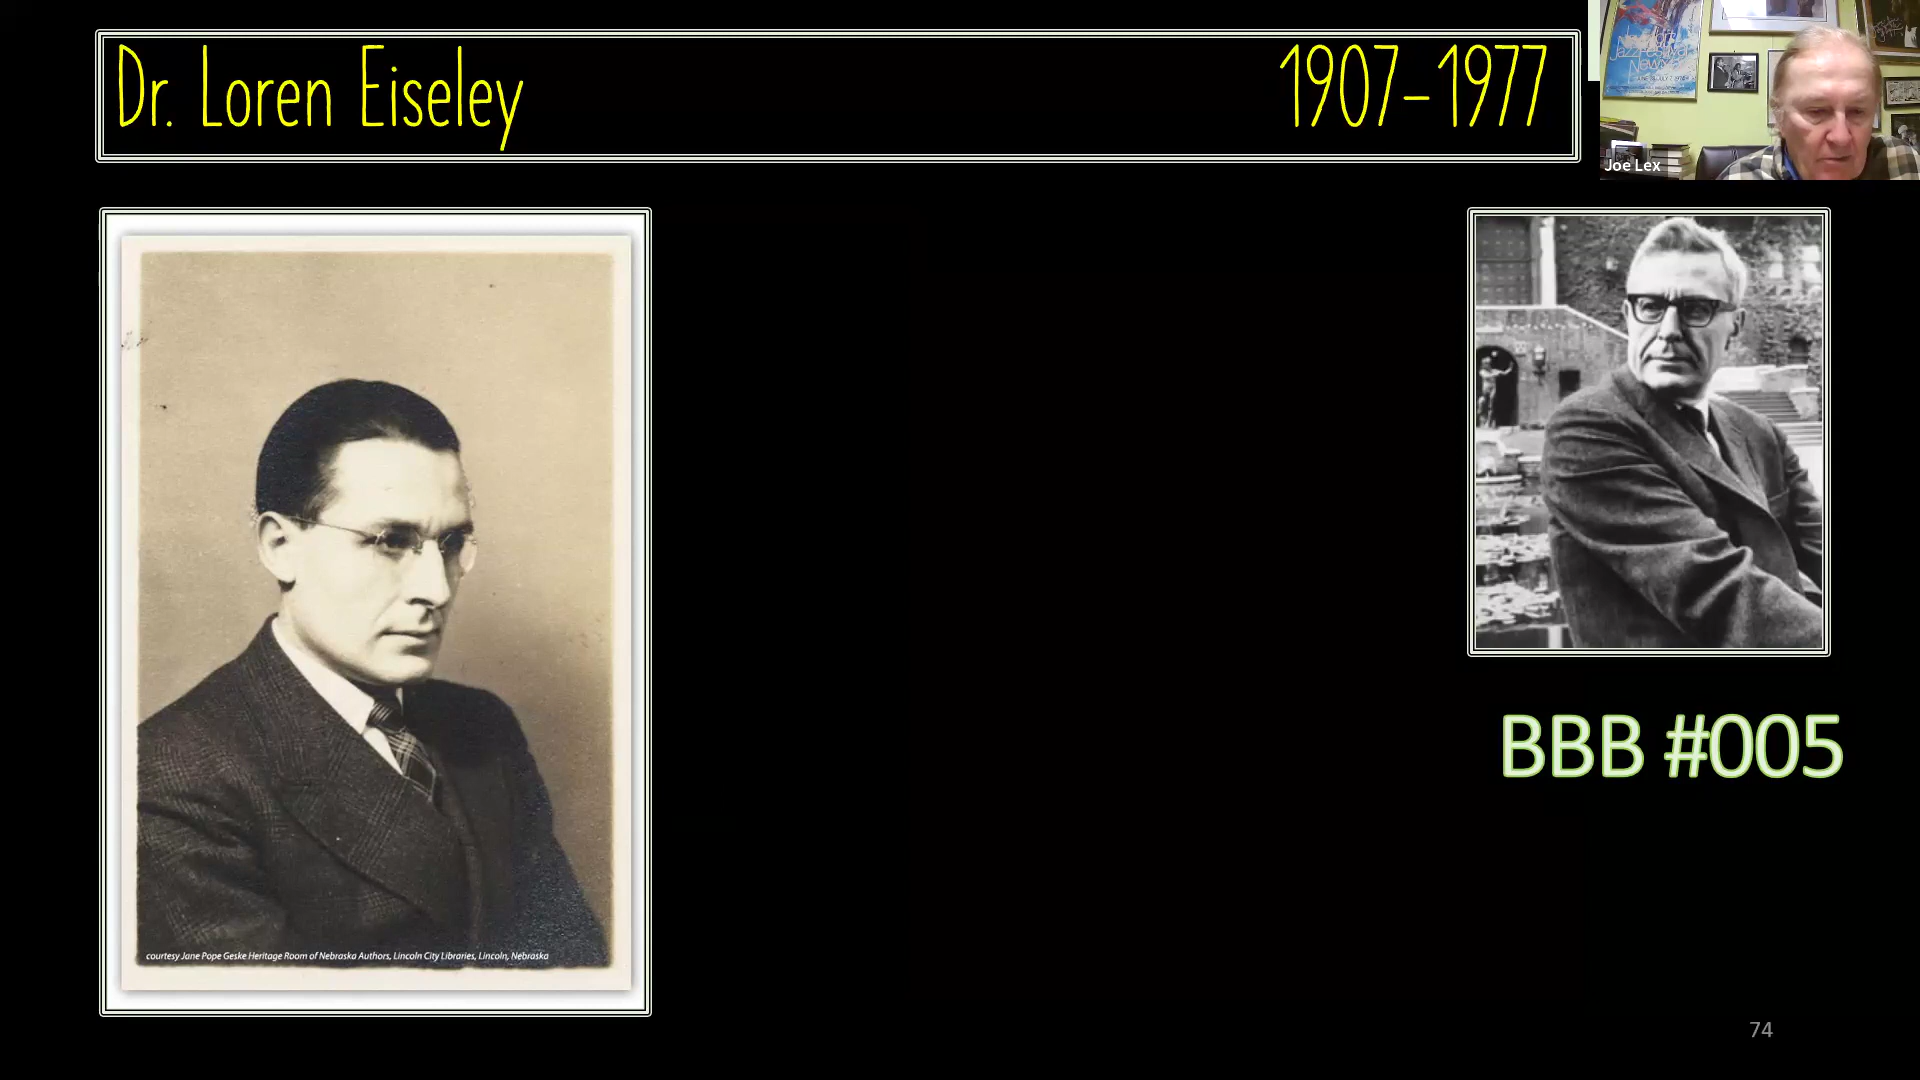 Dr. Loren Eiseley
1907-1977
Joe Lex
courtesy Jane Pope Geske Heritage Room of Nebraska Authors, Lincoln City Libraries, Lincoln, Nebraska
BBB #005
74